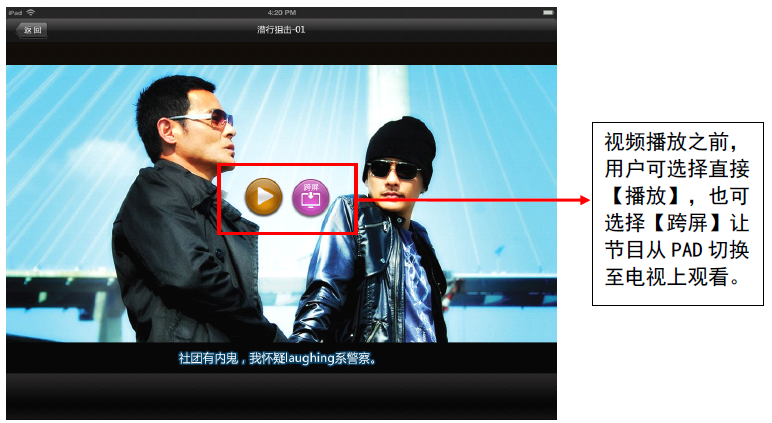 iPad
4:20 PM
返回
潜行狙击-01
跨屏
社团有内鬼，我怀疑laughing系警察。
视频播放之前，
用户可选择直接
【播放】，也可
选择【跨屏】让
节目从 PAD 切换
至电视上观看。